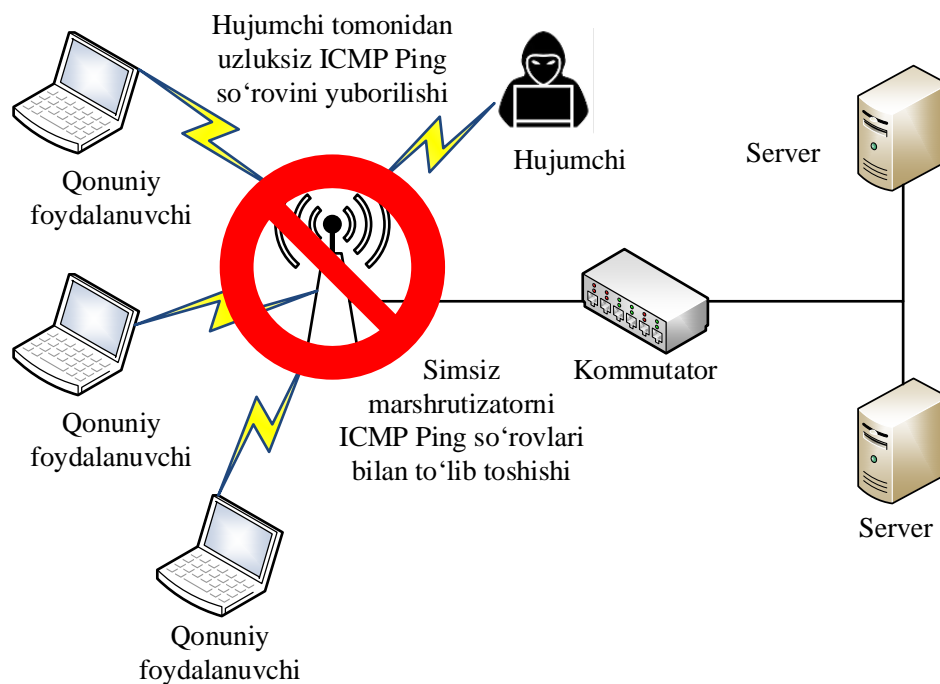 Hujumchi tomonidan
uzluksiz ICMP Ping
so‘rovini yuborilishi
Hujumchi
Server
Qonuniy
foydalanuvchi
Qonuniy
foydalanuvchi
Simsiz
marshrutizatorni
ICMP Ping so‘rovlari
bilan to‘lib toshishi
Kommutator
Server
Qonuniy
foydalanuvchi